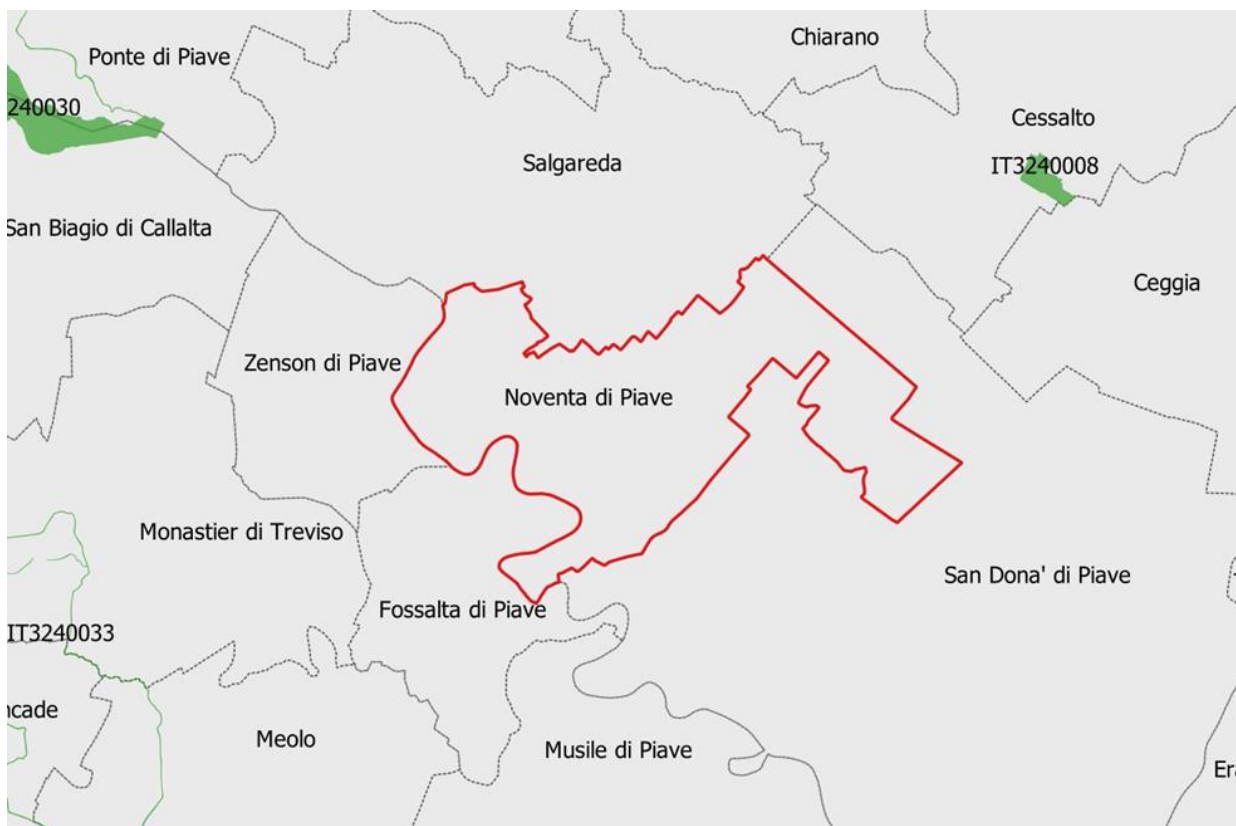 Chiarano
Ponte di Piave
240030
Cessalto
Salgareda
IT3240008
San Biagio di Callalta
Ceggia
Zenson di Piave
Noventa di Piave
Monastier di Treviso
San Dona' di Piave
Fossalta di Piave
IT3240033
ncade
Meolo
Musile di Piave
Era